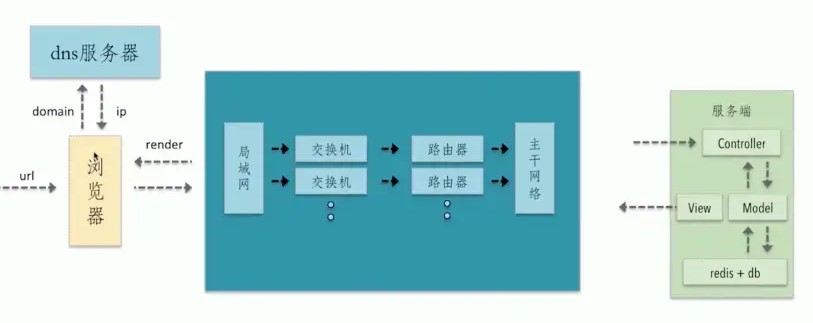 dns服务器
domain
ip
url
浏览器
render
局域网
交换机
路由器
交换机
路由器
主干网络
服务端
Controller
View
Model
redis + db